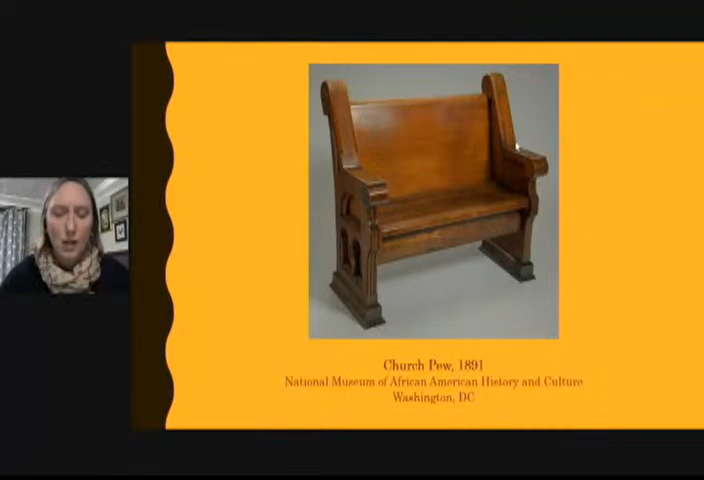 Church Pew, 1891
National Museum of African American History and Culture
Washington, DC